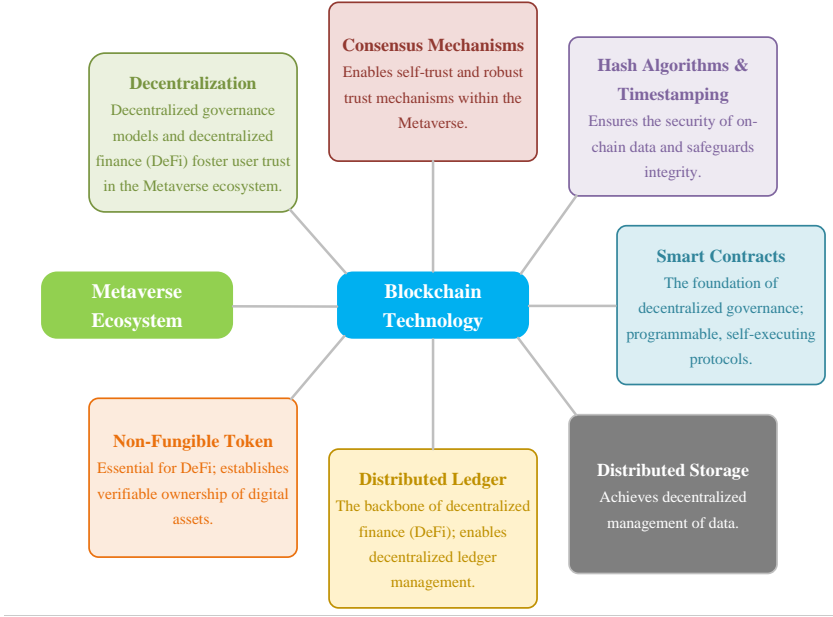 Consensus Mechanisms
Enables self-trust and robust
trust mechanisms within the
Metaverse.
Decentralization
Decentralized governance
models and decentralized
finance (DeFi) foster user trust
in the Metaverse ecosystem.
Hash Algorithms &
Timestamping
Ensures the security of on-
chain data and safeguards
integrity.
Metaverse
Ecosystem
Blockchain
Technology
Smart Contracts
The foundation of
decentralized governance;
programmable, self-executing
protocols.
Non-Fungible Token
Essential for DeFi; establishes
verifiable ownership of digital
assets.
Distributed Ledger
The backbone of decentralized
finance (DeFi); enables
decentralized ledger
management.
Distributed Storage
Achieves decentralized
management of data.